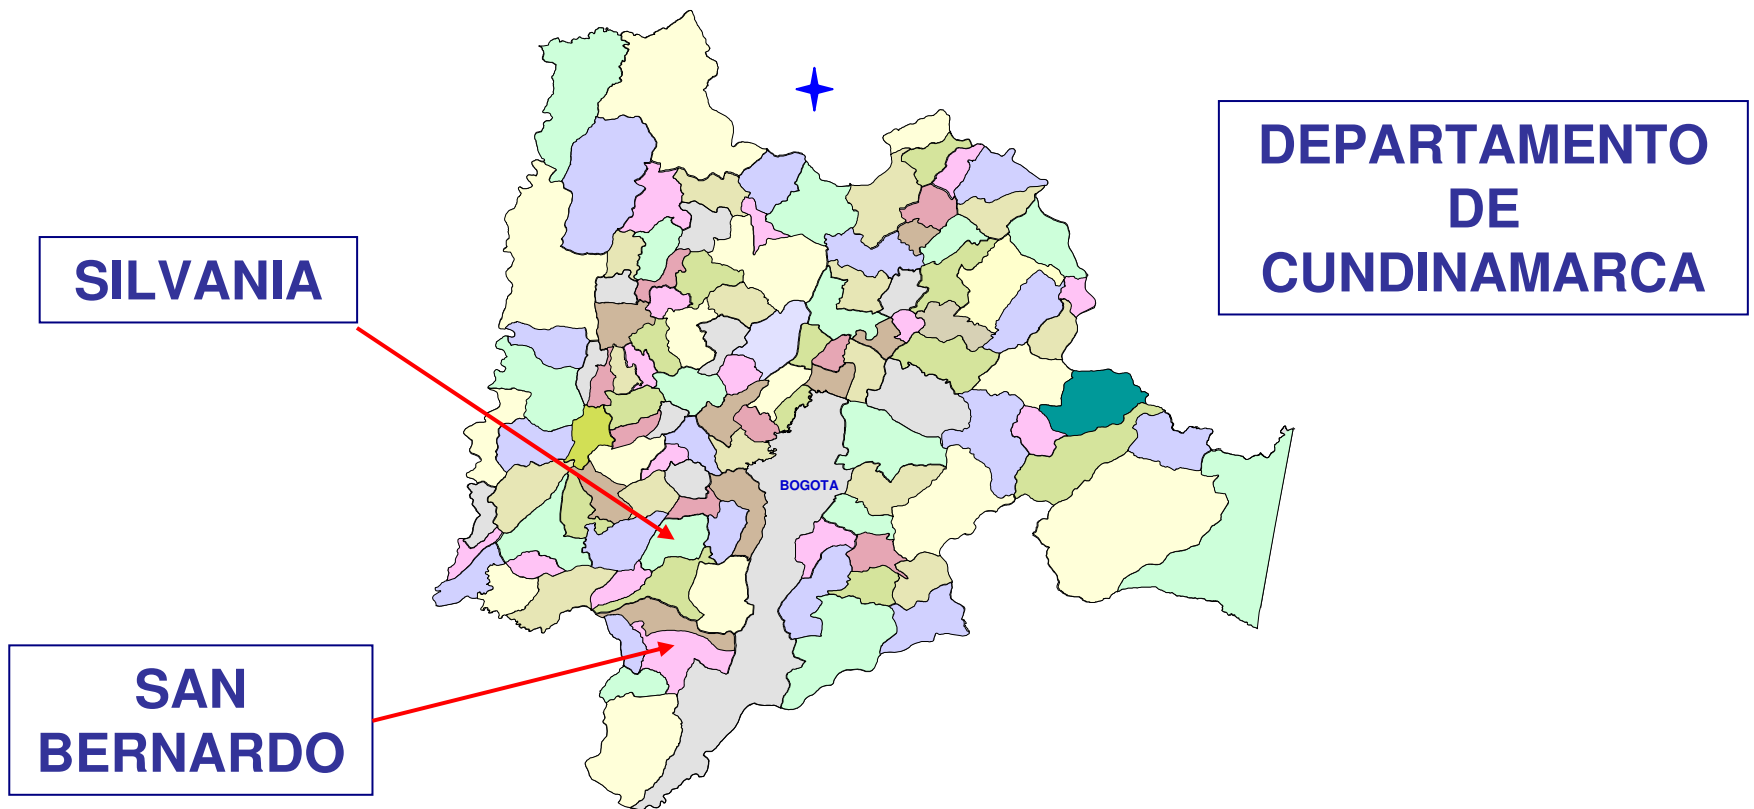 DEPARTAMENTO
DE
CUNDINAMARCA
SILVANIA
BOGOTA
SAN
BERNARDO